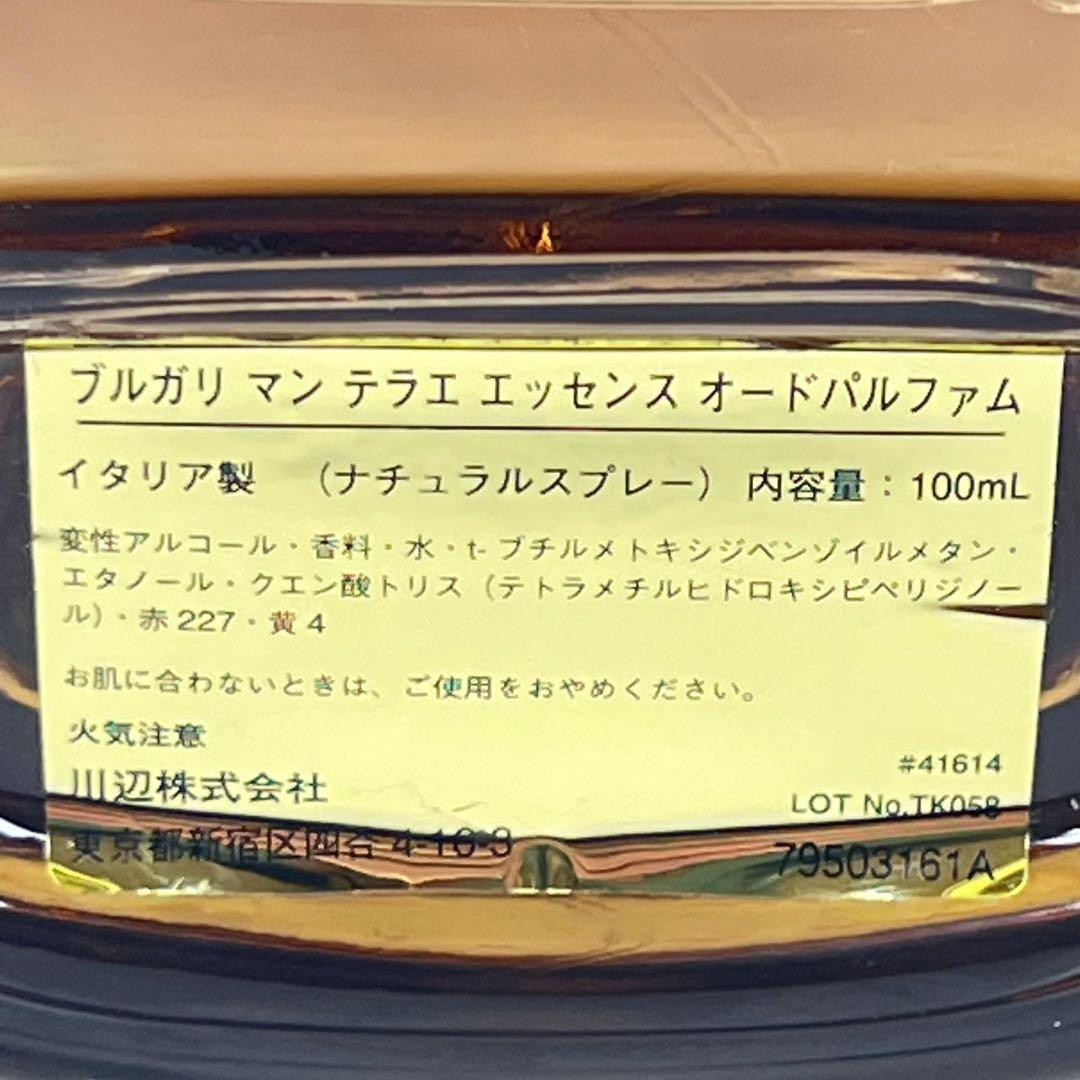 ブルガリ マン テラエ エッセンス オードパルファム
イタリア製 （ナチュラルスプレー） 内容量：100mL
変性アルコール・香料・水・t-ブチルメトキシジベンゾイルメタン・
エタノール・クエン酸トリス（テトラメチルヒドロキシピペリジノー
ル）・赤227・黄4
お肌に合わないときは、ご使用をおやめください。
火気注意
川辺株式会社
東京都新宿区四谷4-16-3
#41614
LOT No.TK058
79503161A